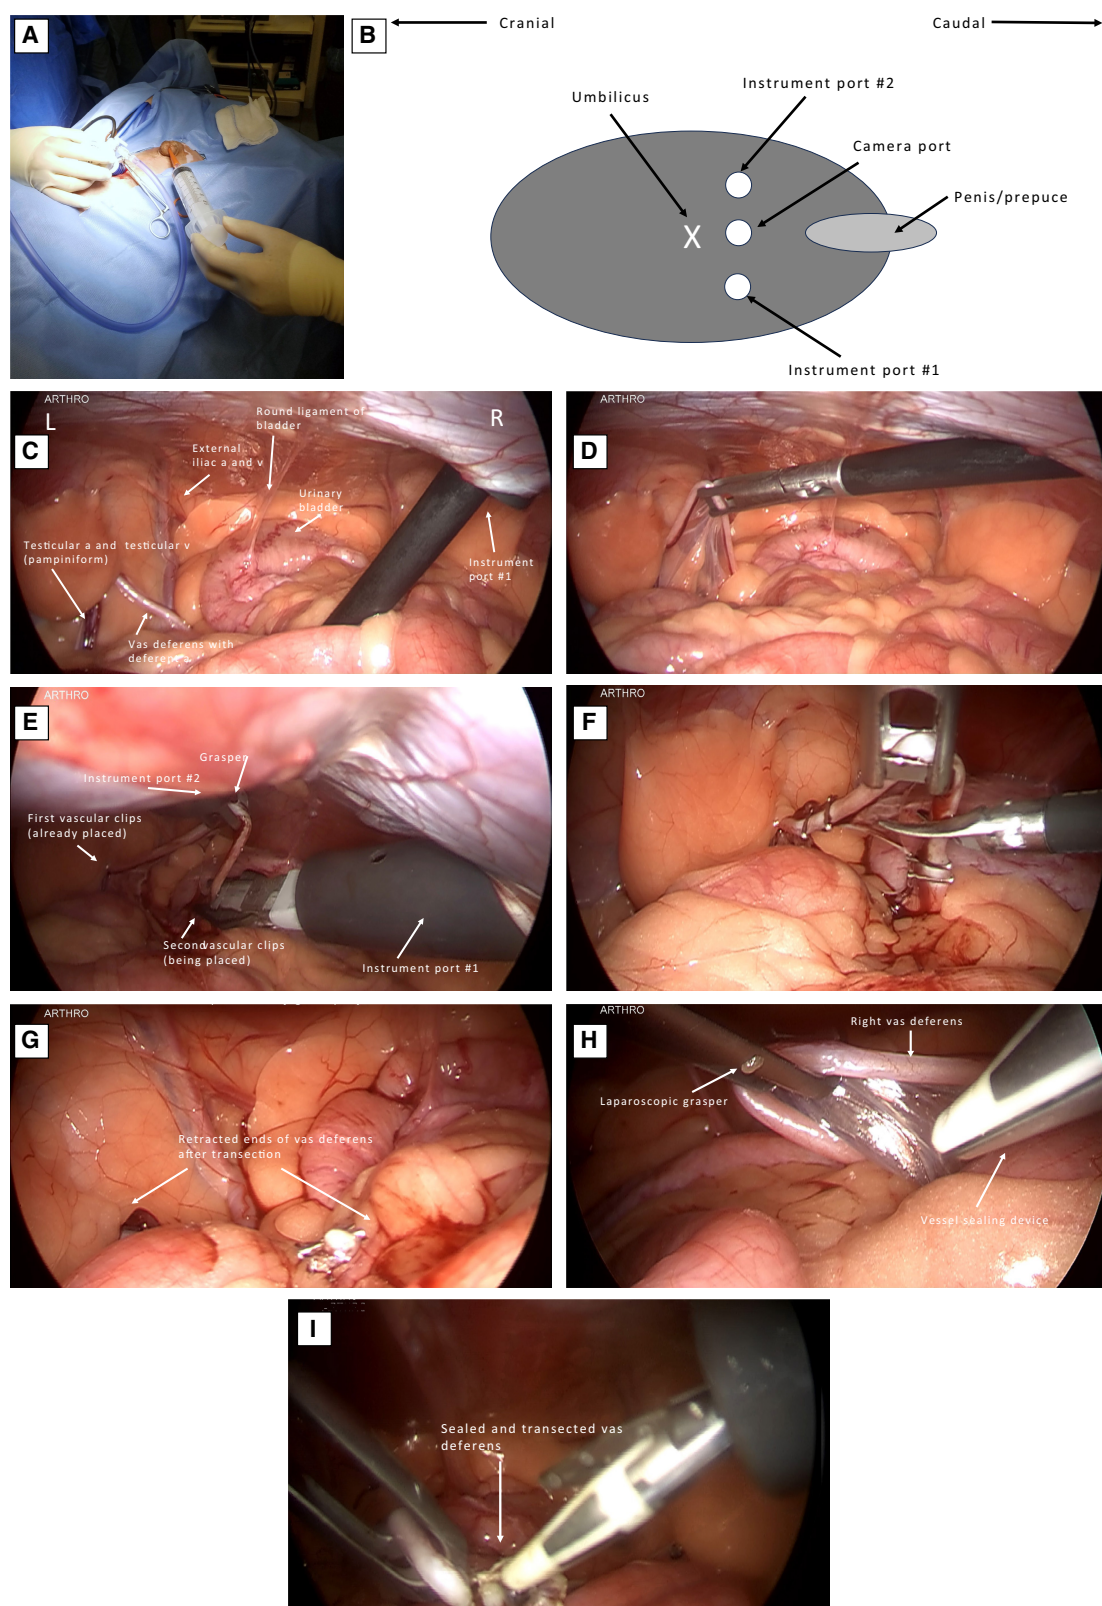 A
B
Cranial
Caudal
Instrument port #2
Umbilicus
Camera port
Penis/prepuce
X
Instrument port #1
ARTHRO
L
R
C
Round ligament of
bladder
External
iliac a and v
Urinary
bladder
Testicular a and testicular v
(pampiniform)
Instrument
port #1
Vas deferens with
deferent a
ARTHRO
D
ARTHRO
E
Grasper
Instrument port #2
First vascular clips
(already placed)
Second vascular clips
(being placed)
Instrument port #1
ARTHRO
F
ARTHRO
G
Retracted ends of vas deferens
after transection
ARTHRO
H
Right vas deferens
Laparoscopic grasper
Vessel sealing device
I
Sealed and transected vas
deferens